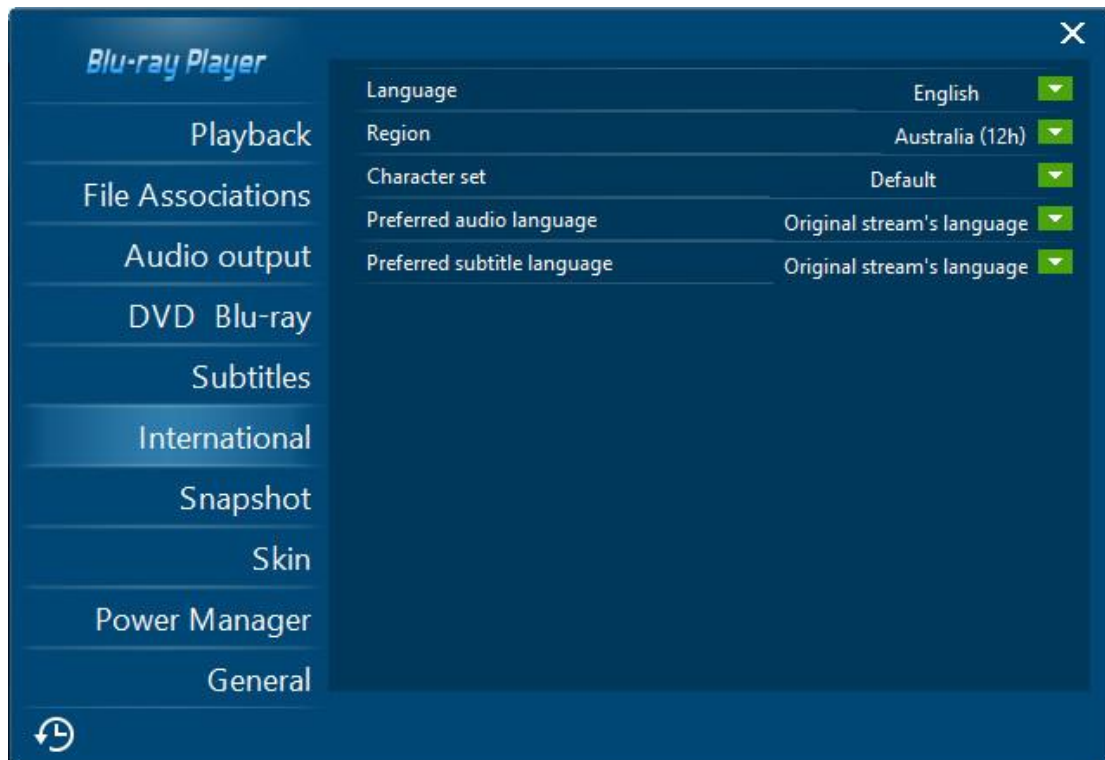 Blu-ray Player
Playback
File Associations
Audio output
DVD Blu-ray
Subtitles
International
Snapshot
Skin
Power Manager
General
Language English
Region Australia (12h)
Character set Default
Preferred audio language Original stream's language
Preferred subtitle language Original stream's language